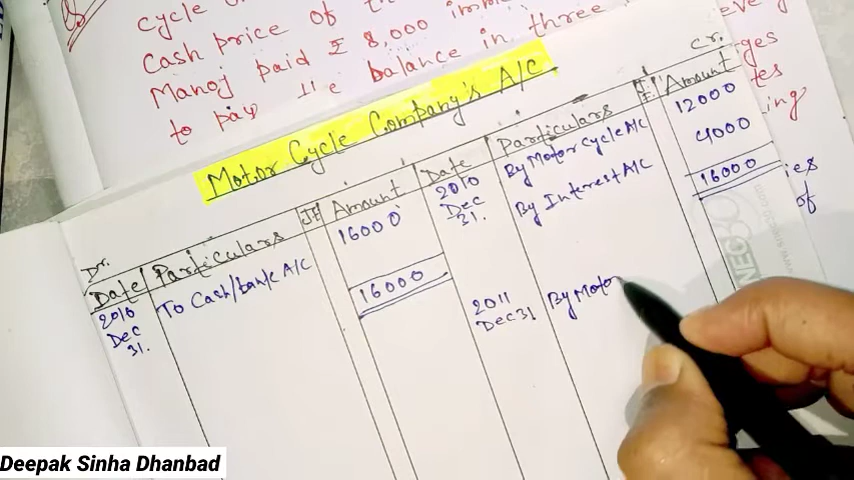 Cycle
Cash price of
Manoj paid ₹ 8,000
balance in three
to pay
Motor Cycle Company's A/C
Dr.
Cr.
Date Particulars J.F. Amount Date Particulars J.F. Amount
2010 Dec 31. To Cash/bank A/C 16000
2010 Dec 31. By Motor Cycle A/C 12000
By Interest A/C 4000
16000
16000
2011
Dec 31 By Motor
Deepak Sinha Dhanbad